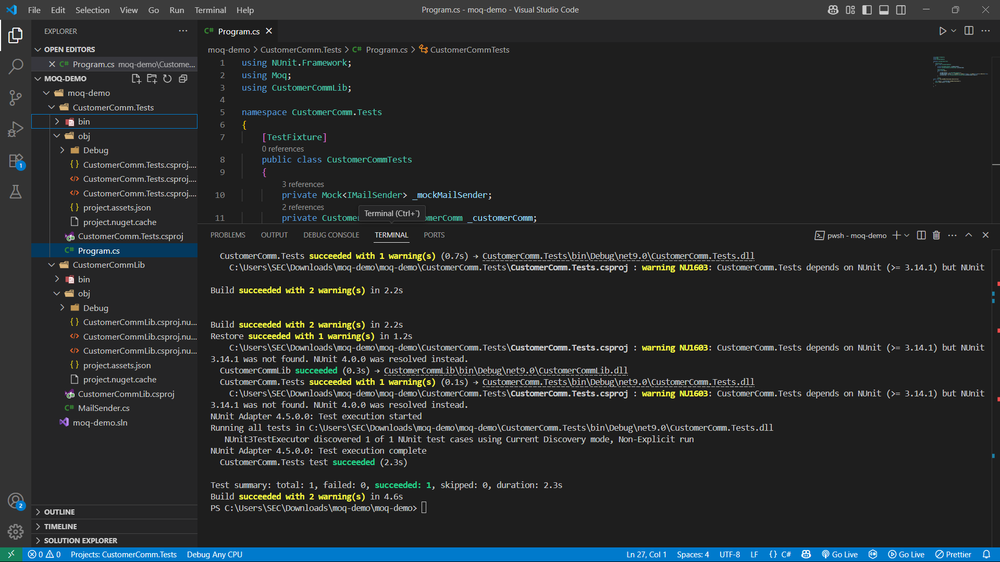 File Edit Selection View Go Run Terminal Help
Program.cs - moq-demo - Visual Studio Code
EXPLORER
OPEN EDITORS
C# Program.cs moq-demo\Custome...
MOQ-DEMO
moq-demo
CustomerComm.Tests
bin
obj
Debug
{} CustomerComm.Tests.csproj....
</> CustomerComm.Tests.csproj....
</> CustomerComm.Tests.csproj....
{} project.assets.json
project.nuget.cache
CustomerComm.Tests.csproj
C# Program.cs
CustomerCommLib
bin
obj
Debug
{} CustomerCommLib.csproj.nu...
</> CustomerCommLib.csproj.nu...
</> CustomerCommLib.csproj.nu...
{} project.assets.json
project.nuget.cache
CustomerCommLib.csproj
C# MailSender.cs
moq-demo.sln
OUTLINE
TIMELINE
SOLUTION EXPLORER
1
2
C# Program.cs
moq-demo > CustomerComm.Tests > C# Program.cs > CustomerCommTests
1 using NUnit.Framework;
2 using Moq;
3 using CustomerCommLib;
4
5 namespace CustomerComm.Tests
6 {
7 [TestFixture]
0 references
8 public class CustomerCommTests
9 {
3 references
10 private Mock<IMailSender> _mockMailSender;
2 references
Terminal (Ctrl+`)
11 private Custome omerComm _customerComm;
PROBLEMS OUTPUT DEBUG CONSOLE TERMINAL PORTS
pwsh - moq-demo
CustomerComm.Tests succeeded with 1 warning(s) (0.7s) → CustomerComm.Tests\bin\Debug\net9.0\CustomerComm.Tests.dll
C:\Users\SEC\Downloads\moq-demo\moq-demo\CustomerComm.Tests\CustomerComm.Tests.csproj : warning NU1603: CustomerComm.Tests depends on NUnit (>= 3.14.1) but NUnit
Build succeeded with 2 warning(s) in 2.2s
Build succeeded with 2 warning(s) in 2.2s
Restore succeeded with 1 warning(s) in 1.2s
C:\Users\SEC\Downloads\moq-demo\moq-demo\CustomerComm.Tests\CustomerComm.Tests.csproj : warning NU1603: CustomerComm.Tests depends on NUnit (>= 3.14.1) but NUnit
3.14.1 was not found. NUnit 4.0.0 was resolved instead.
CustomerCommLib succeeded (0.3s) → CustomerCommLib\bin\Debug\net9.0\CustomerCommLib.dll
CustomerComm.Tests succeeded with 1 warning(s) (0.1s) → CustomerComm.Tests\bin\Debug\net9.0\CustomerComm.Tests.dll
C:\Users\SEC\Downloads\moq-demo\moq-demo\CustomerComm.Tests\CustomerComm.Tests.csproj : warning NU1603: CustomerComm.Tests depends on NUnit (>= 3.14.1) but NUnit
3.14.1 was not found. NUnit 4.0.0 was resolved instead.
NUnit Adapter 4.5.0.0: Test execution started
Running all tests in C:\Users\SEC\Downloads\moq-demo\moq-demo\CustomerComm.Tests\bin\Debug\net9.0\CustomerComm.Tests.dll
NUnit3TestExecutor discovered 1 of 1 NUnit test cases using Current Discovery mode, Non-Explicit run
NUnit Adapter 4.5.0.0: Test execution complete
CustomerComm.Tests test succeeded (2.3s)
Test summary: total: 1, failed: 0, succeeded: 1, skipped: 0, duration: 2.3s
Build succeeded with 2 warning(s) in 4.6s
PS C:\Users\SEC\Downloads\moq-demo\moq-demo>
0 0 Projects: CustomerComm.Tests Debug Any CPU
Ln 27, Col 1 Spaces: 4 UTF-8 LF {} C# Go Live Go Live Prettier